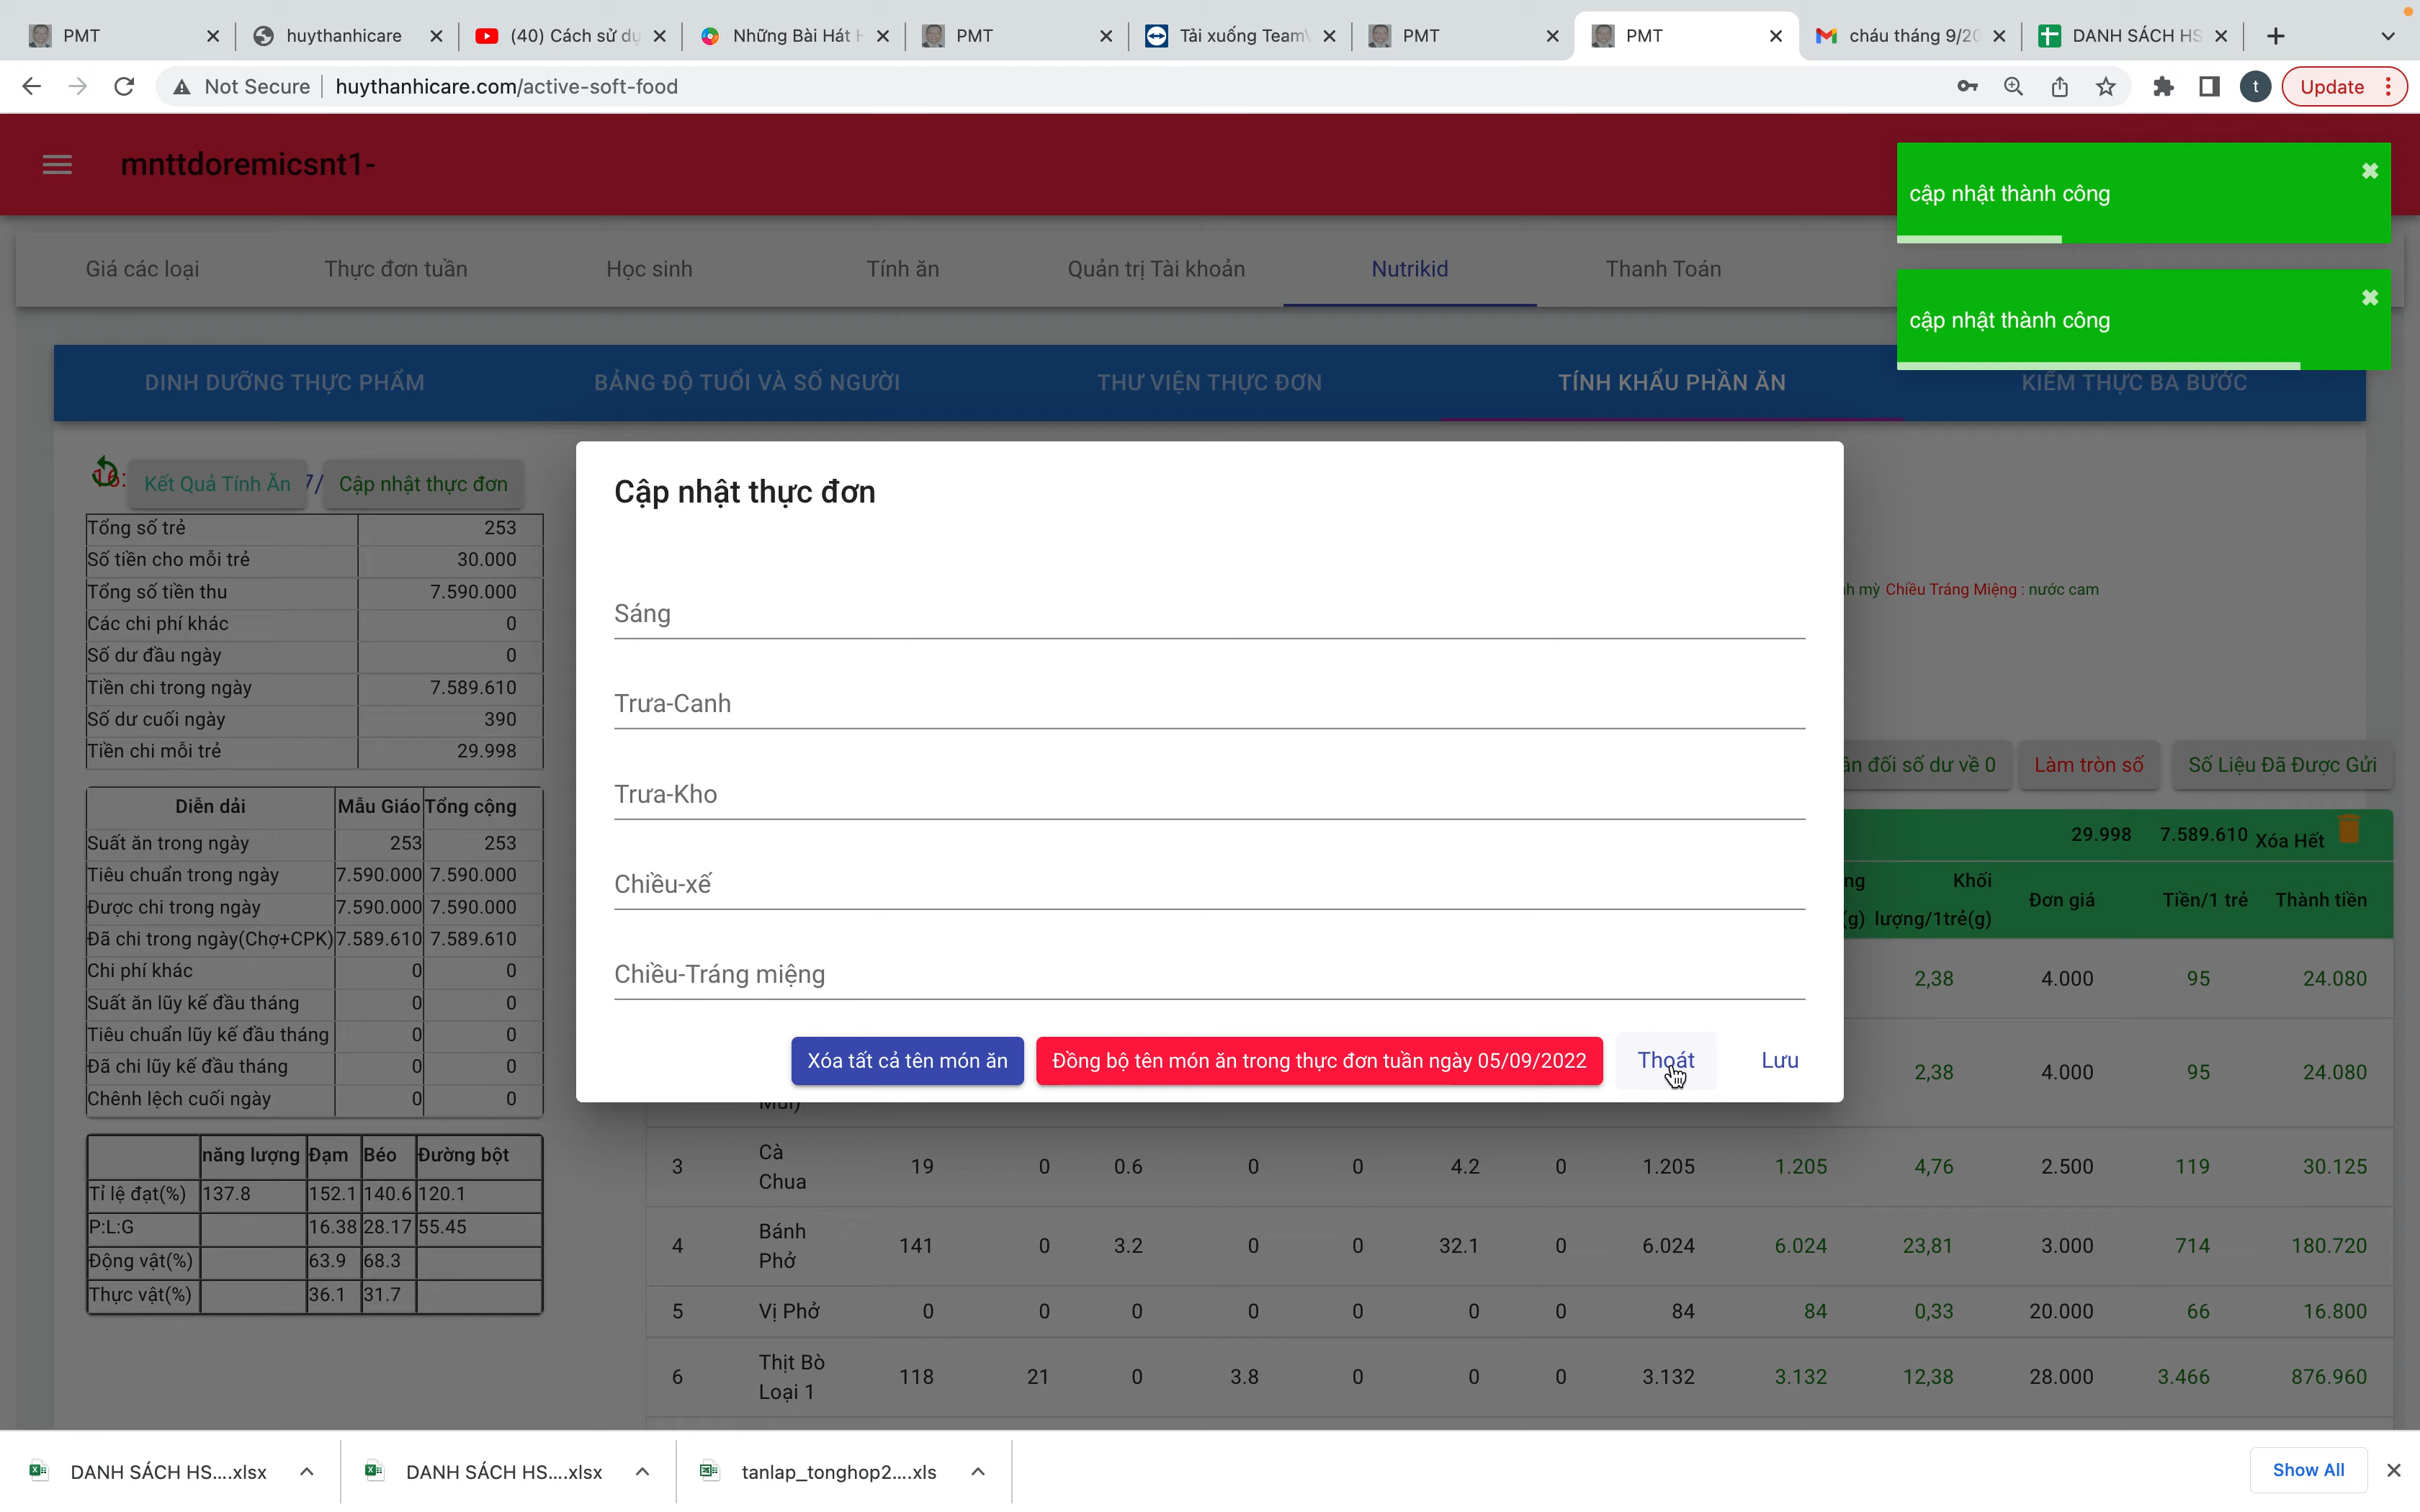 PMT
huythanhicare
(40) Cách sử dụ
Những Bài Hát H
PMT
Tải xuống TeamV
PMT
PMT
cháu tháng 9/20
DANH SÁCH HS
Not Secure
huythanhicare.com/active-soft-food
t
Update
mnttdoremicsnt1-
cập nhật thành công
cập nhật thành công
Giá các loại
Thực đơn tuần
Học sinh
Tính ăn
Quản trị Tài khoản
Nutrikid
Thanh Toán
DINH DƯỠNG THỰC PHẨM
BẢNG ĐỘ TUỔI VÀ SỐ NGƯỜI
THƯ VIỆN THỰC ĐƠN
TÍNH KHẨU PHẦN ĂN
KIỂM THỰC BA BƯỚC
16:
Kết Quả Tính Ăn
7/
Cập nhật thực đơn
Tổng số trẻ 253
Số tiền cho mỗi trẻ 30.000
Tổng số tiền thu 7.590.000
Các chi phí khác 0
Số dư đầu ngày 0
Tiền chi trong ngày 7.589.610
Số dư cuối ngày 390
Tiền chi mỗi trẻ 29.998
Diễn dải Mẫu Giáo Tổng cộng
Suất ăn trong ngày 253 253
Tiêu chuẩn trong ngày 7.590.000 7.590.000
Được chi trong ngày 7.590.000 7.590.000
Đã chi trong ngày(Chợ+CPK) 7.589.610 7.589.610
Chi phí khác 0 0
Suất ăn lũy kế đầu tháng 0 0
Tiêu chuẩn lũy kế đầu tháng 0 0
Đã chi lũy kế đầu tháng 0 0
Chênh lệch cuối ngày 0 0
năng lượng Đạm Béo Đường bột
Tỉ lệ đạt(%) 137.8 152.1 140.6 120.1
P:L:G 16.38 28.17 55.45
Động vật(%) 63.9 68.3
Thực vật(%) 36.1 31.7
Cập nhật thực đơn
Sáng
Trưa-Canh
Trưa-Kho
Chiều-xế
Chiều-Tráng miệng
Xóa tất cả tên món ăn
Đồng bộ tên món ăn trong thực đơn tuần ngày 05/09/2022
Thoát
Lưu
h mỳ Chiều Tráng Miệng : nước cam
ân đối số dư về 0
Làm tròn số
Số Liệu Đã Được Gửi
29.998 7.589.610 Xóa Hết
ng Khối Đơn giá Tiền/1 trẻ Thành tiền
(g) lượng/1trẻ(g)
2,38 4.000 95 24.080
2,38 4.000 95 24.080
3 Cà Chua 19 0 0.6 0 0 4.2 0 1.205 1.205 4,76 2.500 119 30.125
4 Bánh Phở 141 0 3.2 0 0 32.1 0 6.024 6.024 23,81 3.000 714 180.720
5 Vị Phở 0 0 0 0 0 0 0 84 84 0,33 20.000 66 16.800
6 Thịt Bò Loại 1 118 21 0 3.8 0 0 0 3.132 3.132 12,38 28.000 3.466 876.960
DANH SÁCH HS....xlsx
DANH SÁCH HS....xlsx
tanlap_tonghop2....xls
Show All